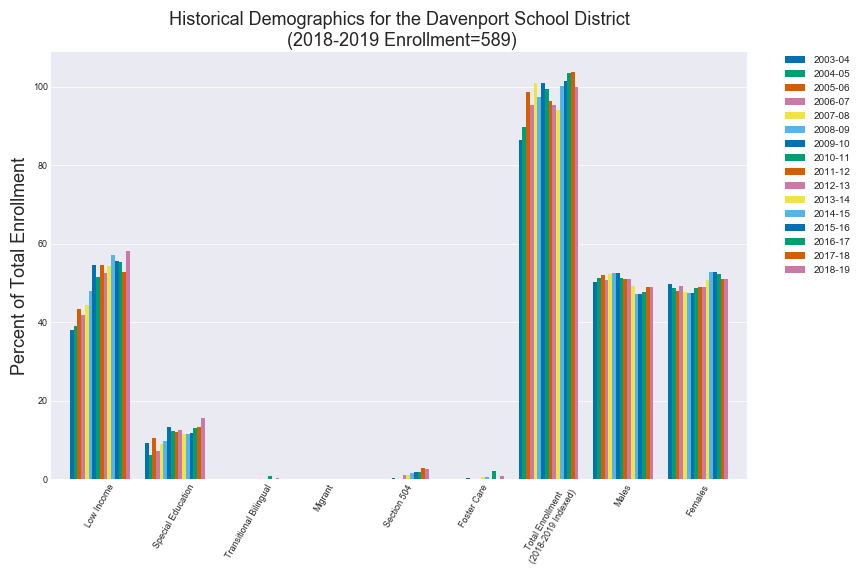 Historical Demographics for the Davenport School District
(2018-2019 Enrollment=589)
Percent of Total Enrollment
100
80
60
40
20
0
Low Income
Special Education
Transitional Bilingual
Migrant
Section 504
Foster Care
Total Enrollment
(2018-2019 Indexed)
Males
Females
2003-04
2004-05
2005-06
2006-07
2007-08
2008-09
2009-10
2010-11
2011-12
2012-13
2013-14
2014-15
2015-16
2016-17
2017-18
2018-19